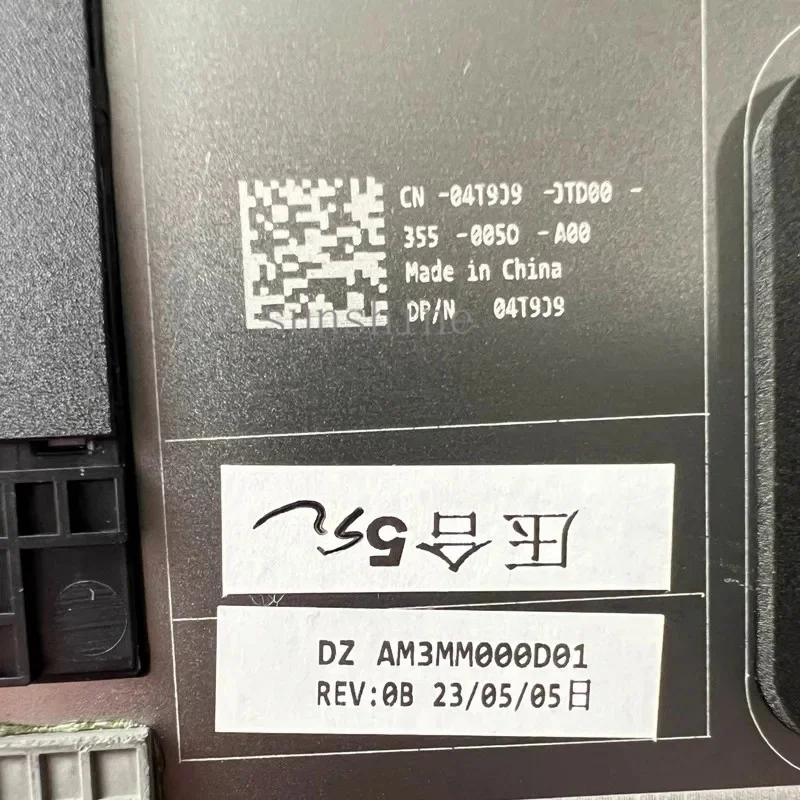 CN -04T9J9 -JTD00 -
355 -0050 -A00
Made in China
DP/N 04T9J9
sunshine
压合5
DZ AM3MM000D01
REV:0B 23/05/05日